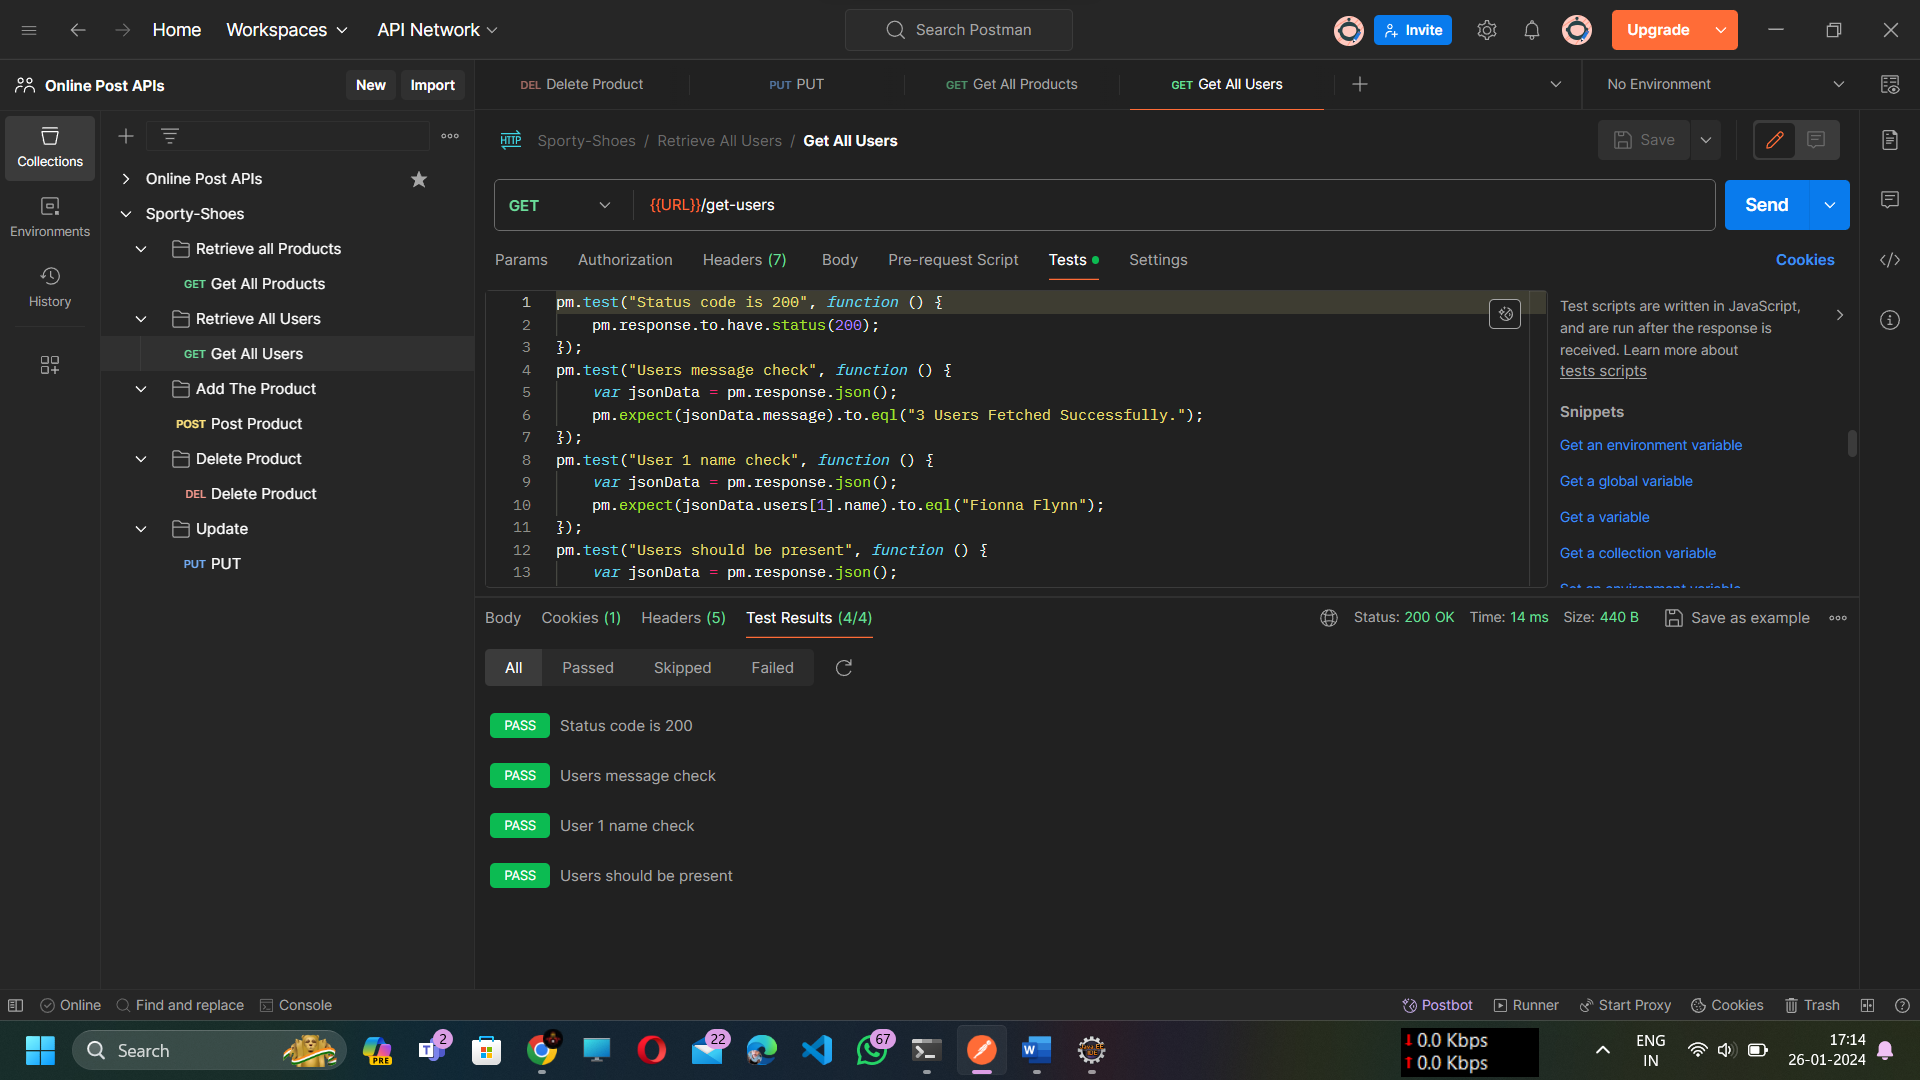 Home
Workspaces
API Network
Search Postman
Invite
Upgrade
Online Post APIs
New
Import
DEL Delete Product
PUT PUT
GET Get All Products
GET Get All Users
No Environment
Collections
Environments
History
Online Post APIs
Sporty-Shoes
Retrieve all Products
GET Get All Products
Retrieve All Users
GET Get All Users
Add The Product
POST Post Product
Delete Product
DEL Delete Product
Update
PUT PUT
HTTP Sporty-Shoes / Retrieve All Users / Get All Users
Save
GET
{{URL}}/get-users
Send
Params
Authorization
Headers (7)
Body
Pre-request Script
Tests
Settings
Cookies
1 pm.test("Status code is 200", function () {
2     pm.response.to.have.status(200);
3 });
4 pm.test("Users message check", function () {
5     var jsonData = pm.response.json();
6     pm.expect(jsonData.message).to.eql("3 Users Fetched Successfully.");
7 });
8 pm.test("User 1 name check", function () {
9     var jsonData = pm.response.json();
10     pm.expect(jsonData.users[1].name).to.eql("Fionna Flynn");
11 });
12 pm.test("Users should be present", function () {
13     var jsonData = pm.response.json();
Test scripts are written in JavaScript,
and are run after the response is
received. Learn more about
tests scripts
Snippets
Get an environment variable
Get a global variable
Get a variable
Get a collection variable
Set an environment variable
Body
Cookies (1)
Headers (5)
Test Results (4/4)
Status: 200 OK
Time: 14 ms
Size: 440 B
Save as example
All
Passed
Skipped
Failed
PASS Status code is 200
PASS Users message check
PASS User 1 name check
PASS Users should be present
Online
Find and replace
Console
Postbot
Runner
Start Proxy
Cookies
Trash
Search
PRE
2
22
67
0.0 Kbps
0.0 Kbps
ENG
IN
17:14
26-01-2024